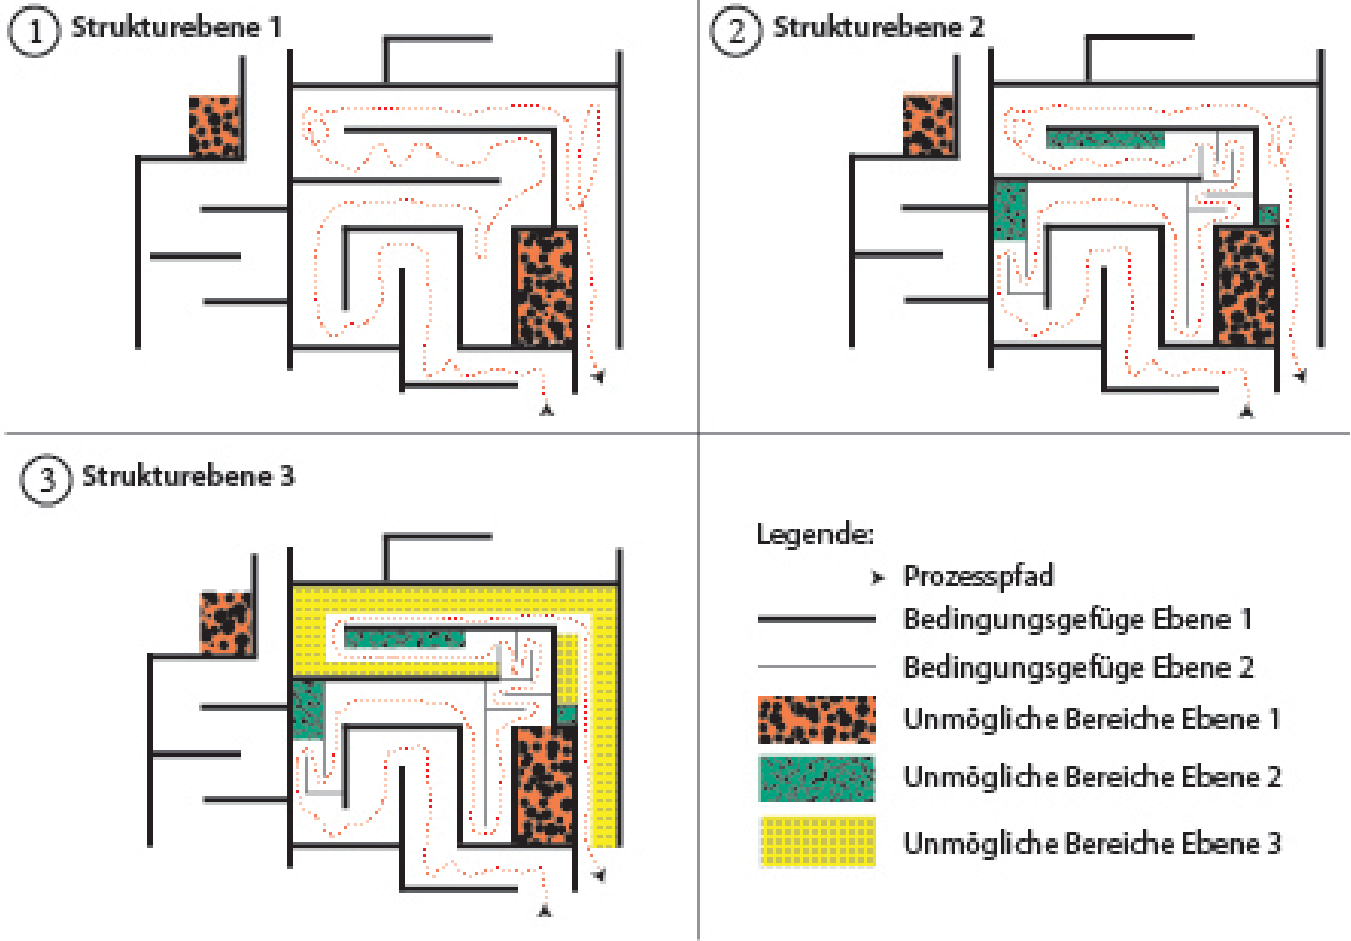 1 Strukturebene 1
2 Strukturebene 2
3 Strukturebene 3
Legende:
Prozesspfad
Bedingungsgefüge Ebene 1
Bedingungsgefüge Ebene 2
Unmögliche Bereiche Ebene 1
Unmögliche Bereiche Ebene 2
Unmögliche Bereiche Ebene 3